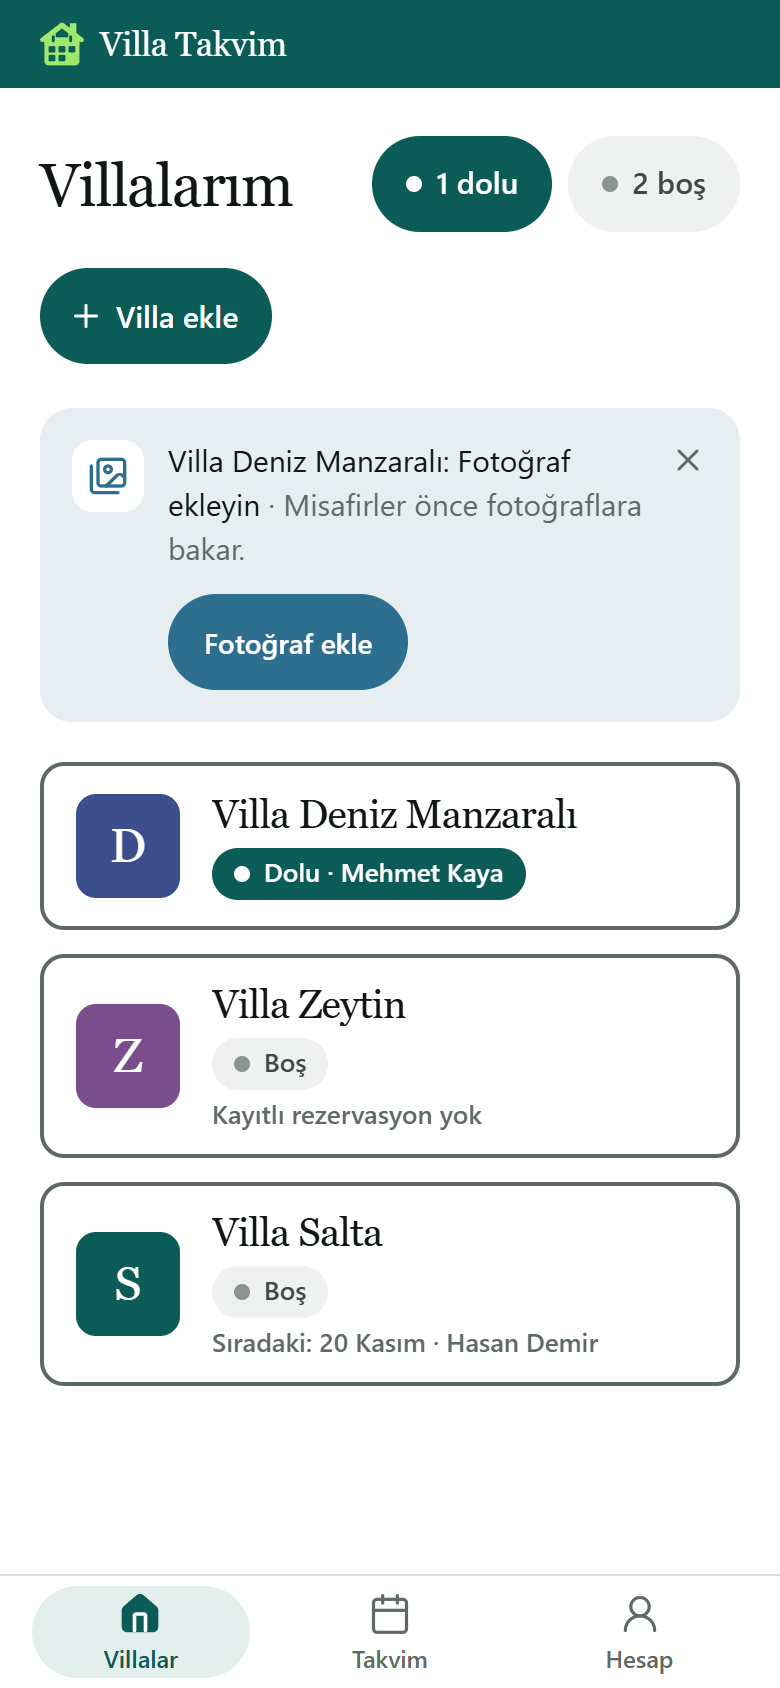 Villa Takvim
Villalarım
1 dolu
2 boş
+ Villa ekle
Villa Deniz Manzaralı: Fotoğraf
ekleyin · Misafirler önce fotoğraflara
bakar.
Fotoğraf ekle
D
Villa Deniz Manzaralı
Dolu · Mehmet Kaya
Z
Villa Zeytin
Boş
Kayıtlı rezervasyon yok
S
Villa Salta
Boş
Sıradaki: 20 Kasım · Hasan Demir
Villalar
Takvim
Hesap